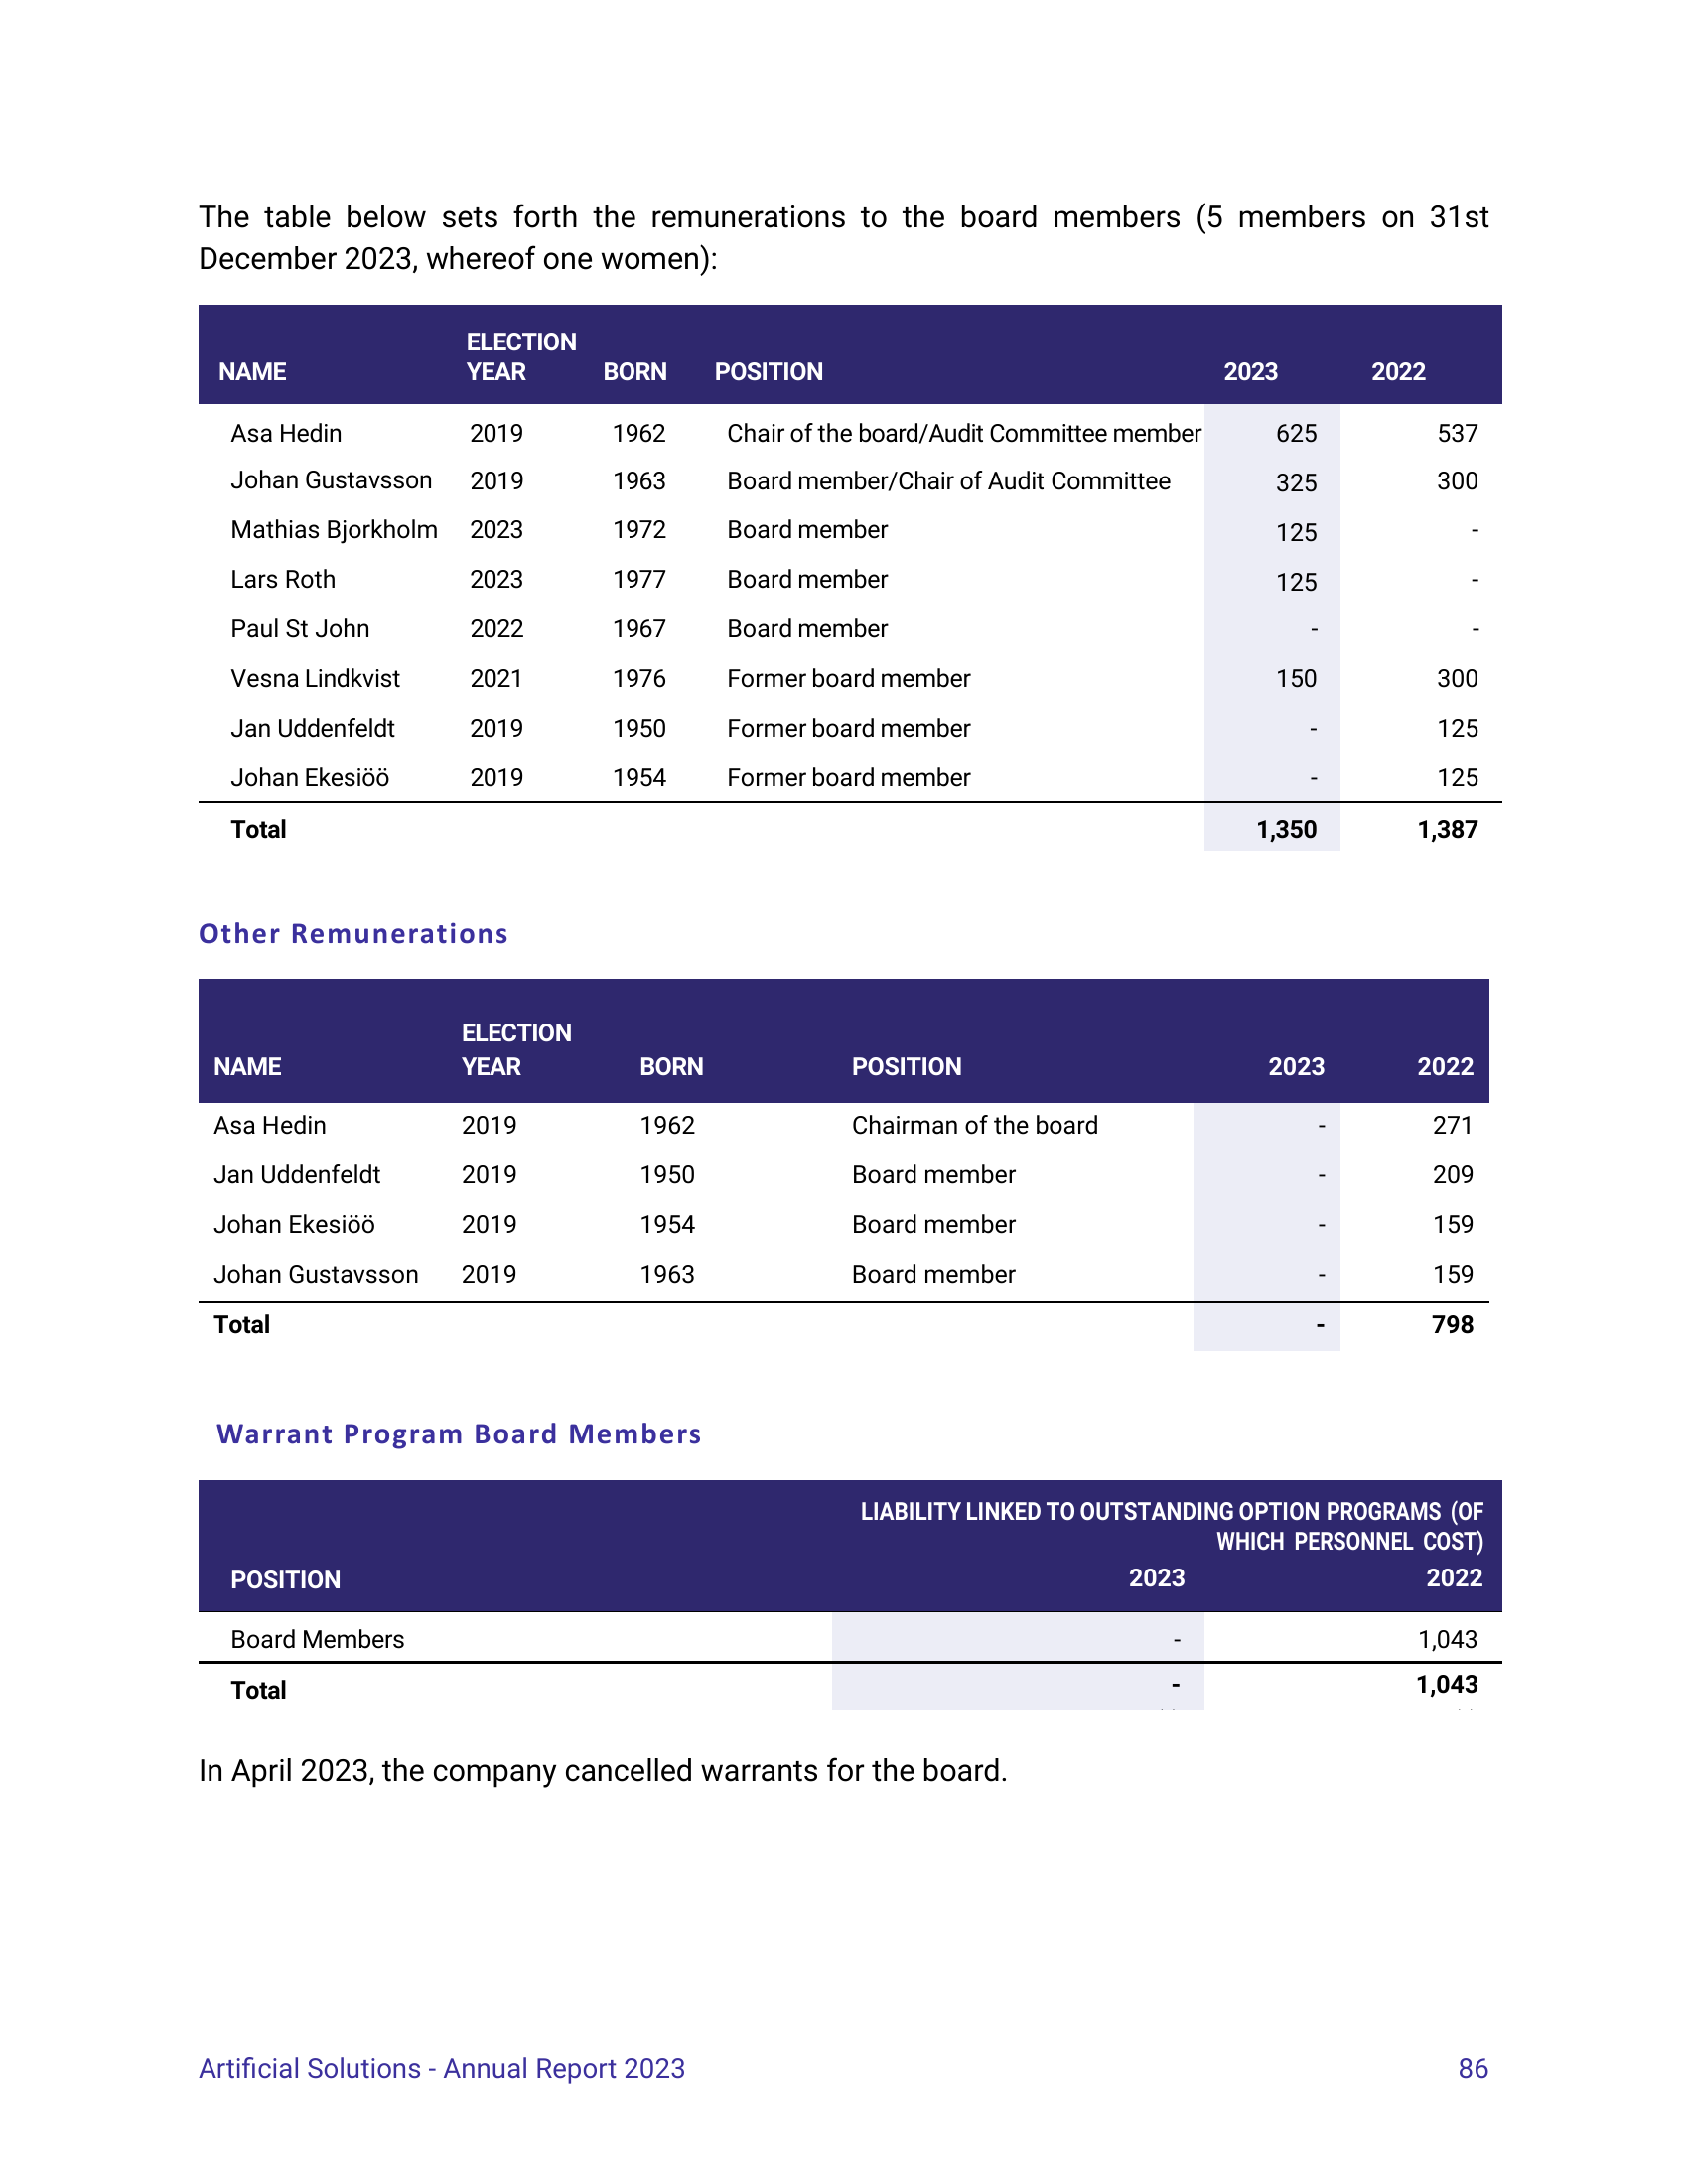 The table below sets forth the remunerations to the board members (5 members on 31st
December 2023, whereof one women):
NAME ELECTION YEAR BORN POSITION 2023 2022
Asa Hedin 2019 1962 Chair of the board/Audit Committee member 625 537
Johan Gustavsson 2019 1963 Board member/Chair of Audit Committee 325 300
Mathias Bjorkholm 2023 1972 Board member 125 -
Lars Roth 2023 1977 Board member 125 -
Paul St John 2022 1967 Board member - -
Vesna Lindkvist 2021 1976 Former board member 150 300
Jan Uddenfeldt 2019 1950 Former board member - 125
Johan Ekesiöö 2019 1954 Former board member - 125
Total 1,350 1,387
Other Remunerations
NAME ELECTION YEAR BORN POSITION 2023 2022
Asa Hedin 2019 1962 Chairman of the board - 271
Jan Uddenfeldt 2019 1950 Board member - 209
Johan Ekesiöö 2019 1954 Board member - 159
Johan Gustavsson 2019 1963 Board member - 159
Total - 798
Warrant Program Board Members
LIABILITY LINKED TO OUTSTANDING OPTION PROGRAMS (OF
WHICH PERSONNEL COST)
POSITION 2023 2022
Board Members - 1,043
Total - 1,043
In April 2023, the company cancelled warrants for the board.
Artificial Solutions - Annual Report 2023 86